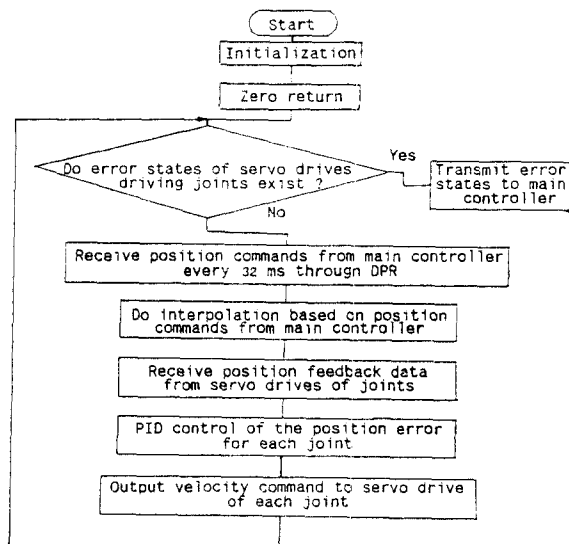 Start
Initialization
Zero return
Do error states of servo drives
driving joints exist ?
Yes
Transmit error
states to main
controller
No
Receive position commands from main controller
every 32 ms through DPR
Do interpolation based on position
commands from main controller
Receive position feedback data
from servo drives of joints
PID control of the position error
for each joint
Output velocity command to servo drive
of each joint